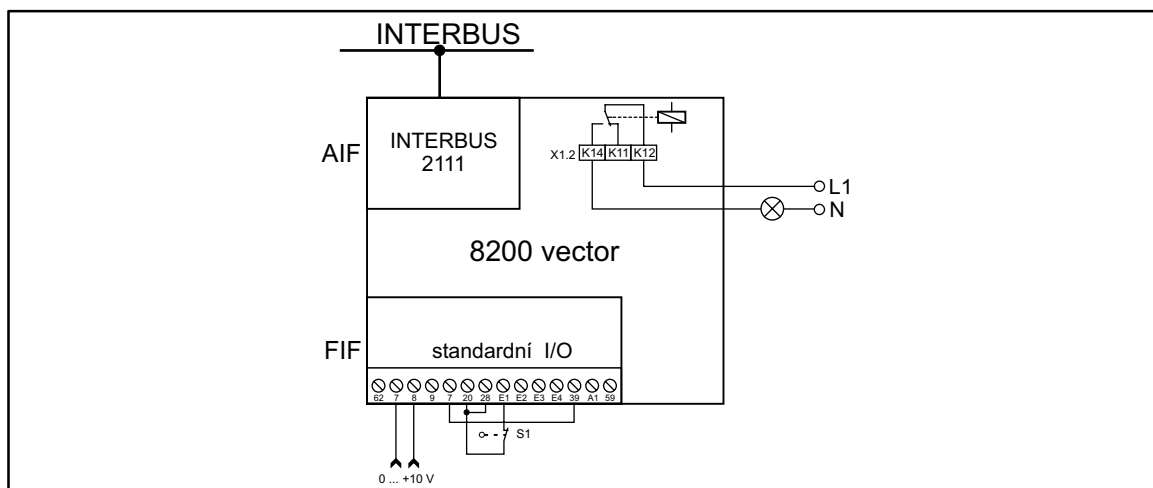 INTERBUS
AIF
INTERBUS
2111
X1.2 K14 K11 K12
L1
N
8200 vector
FIF
standardní I/O
62 7 8 9 7 20 28 E1 E2 E3 E4 39 A1 59
S1
0 ... +10 V